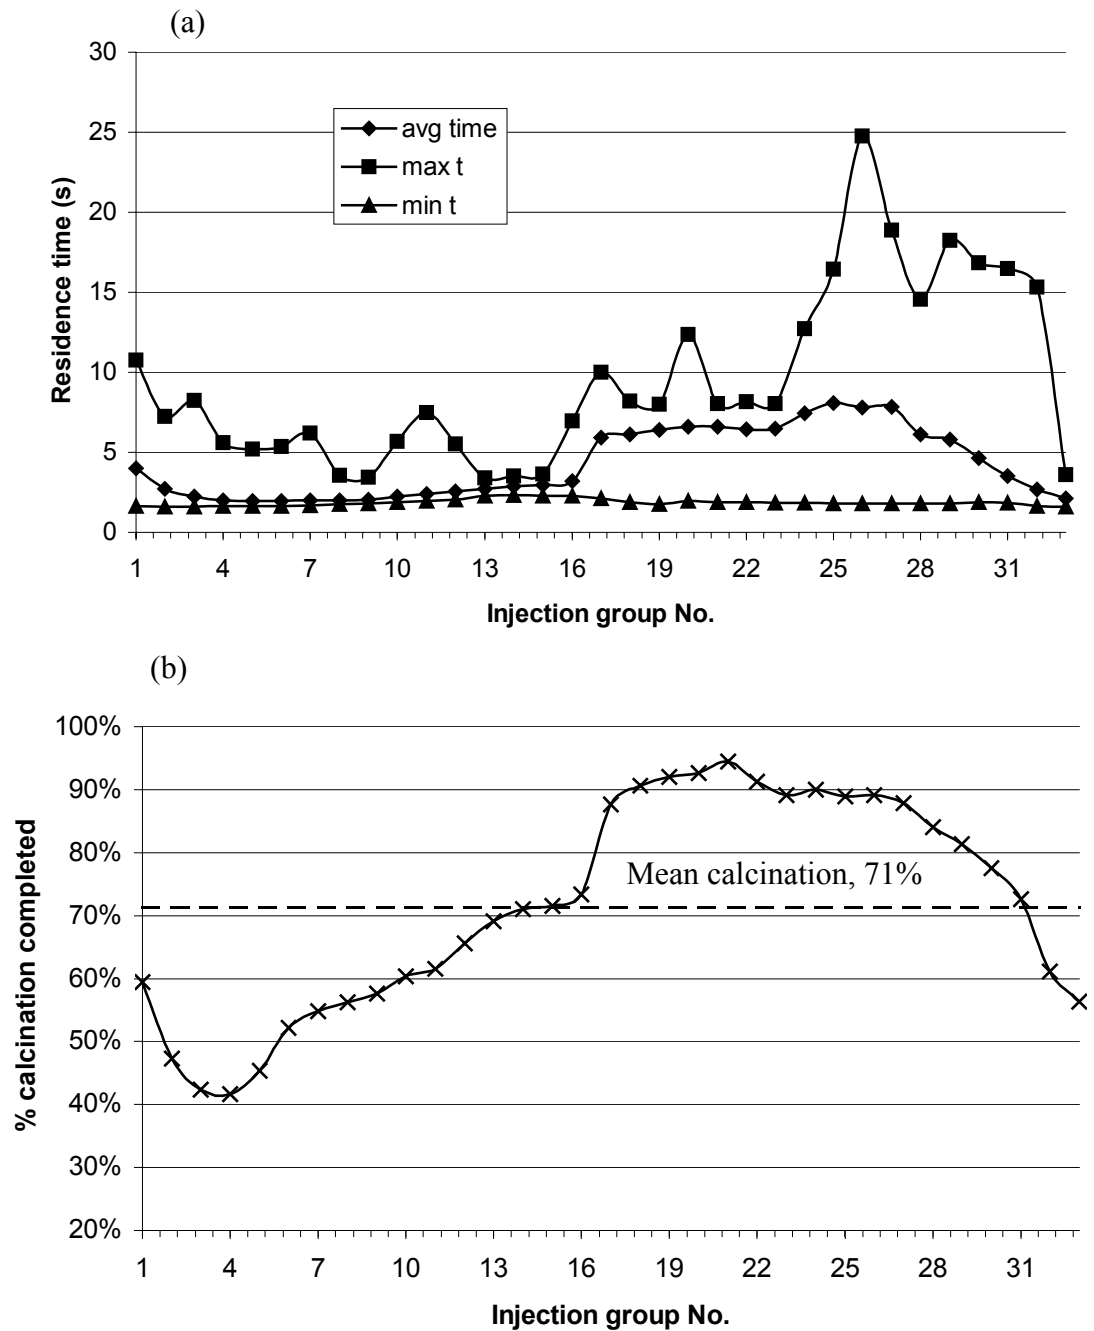 (a)
30
25
20
15
10
5
0
Residence time (s)
avg time
max t
min t
1 4 7 10 13 16 19 22 25 28 31
Injection group No.
(b)
100%
90%
80%
70%
60%
50%
40%
30%
20%
% calcination completed
Mean calcination, 71%
1 4 7 10 13 16 19 22 25 28 31
Injection group No.